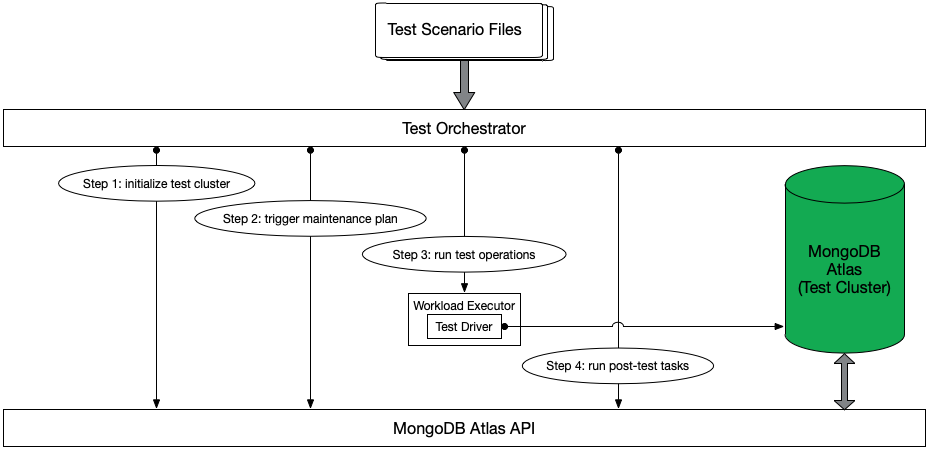 Test Scenario Files
Test Orchestrator
Step 1: initialize test cluster
Step 2: trigger maintenance plan
Step 3: run test operations
MongoDB
Atlas
(Test Cluster)
Workload Executor
Test Driver
Step 4: run post-test tasks
MongoDB Atlas API